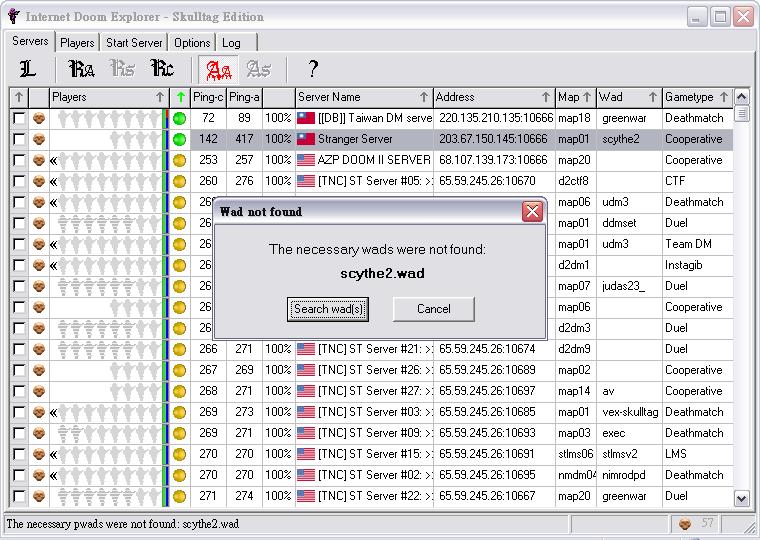 Internet Doom Explorer - Skulltag Edition
Servers Players Start Server Options Log
L RA Rs Rc AA As ?
Players Ping-c Ping-a Server Name Address Map Wad Gametype
72 89 100% [[DB]] Taiwan DM serve 220.135.210.135:10666 map18 greenwar Deathmatch
142 417 100% Stranger Server 203.67.150.145:10666 map01 scythe2 Cooperative
« 253 257 100% AZP DOOM II SERVER 68.107.139.173:10666 map20 Cooperative
« 260 276 100% [TNC] ST Server #05: > 65.59.245.26:10670 d2ctf8 CTF
« map06 udm3 Deathmatch
map01 ddmset Duel
« map01 udm3 Team DM
« d2dm1 Instagib
map07 judas23_ Duel
map06 Cooperative
d2dm3 Duel
266 271 100% [TNC] ST Server #21: > 65.59.245.26:10674 d2dm9 Duel
267 269 100% [TNC] ST Server #26: > 65.59.245.26:10689 map02 Cooperative
268 271 100% [TNC] ST Server #27: > 65.59.245.26:10697 map14 av Cooperative
« 269 273 100% [TNC] ST Server #03: > 65.59.245.26:10685 map01 vex-skulltag Deathmatch
269 271 100% [TNC] ST Server #09: > 65.59.245.26:10693 map03 exec Deathmatch
« 270 270 100% [TNC] ST Server #15: > 65.59.245.26:10691 stlms06 stlmsv2 LMS
« 270 270 100% [TNC] ST Server #02: > 65.59.245.26:10695 nmdm04 nimrodpd Deathmatch
271 274 100% [TNC] ST Server #22: > 65.59.245.26:10667 map20 greenwar Duel
Wad not found
The necessary wads were not found:
scythe2.wad
Search wad(s) Cancel
The necessary pwads were not found: scythe2.wad 57